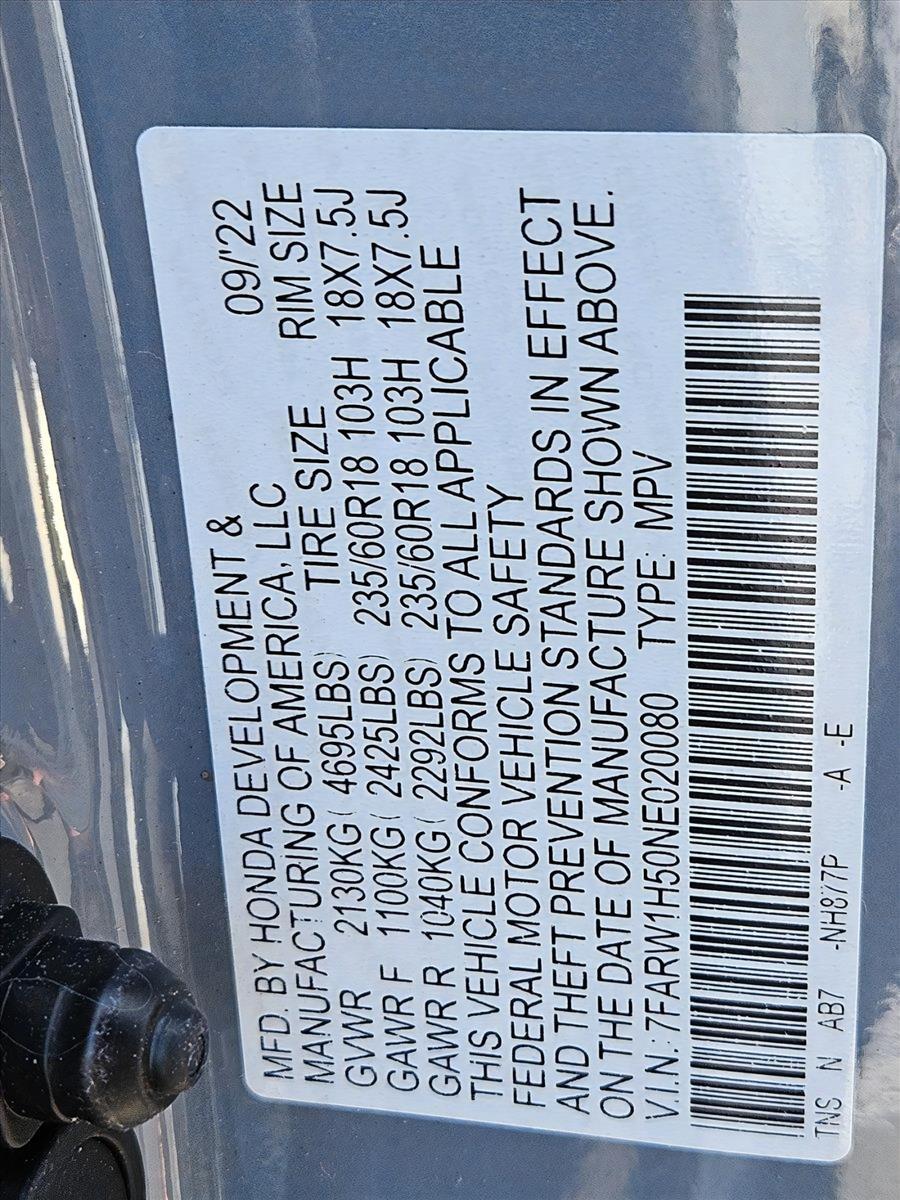 MFD. BY HONDA DEVELOPMENT & 09/'22
MANUFACTURING OF AMERICA, LLC
TIRE SIZE RIM SIZE
GVWR 2130KG( 4695LBS)
GAWR F 1100KG( 2425LBS) 235/60R18 103H 18X7.5J
GAWR R 1040KG( 2292LBS) 235/60R18 103H 18X7.5J
THIS VEHICLE CONFORMS TO ALL APPLICABLE
FEDERAL MOTOR VEHICLE SAFETY
AND THEFT PREVENTION STANDARDS IN EFFECT
ON THE DATE OF MANUFACTURE SHOWN ABOVE.
V.I.N.: 7FARW1H50NE020080 TYPE: MPV
TNS N AB7 -NH877P -A -E